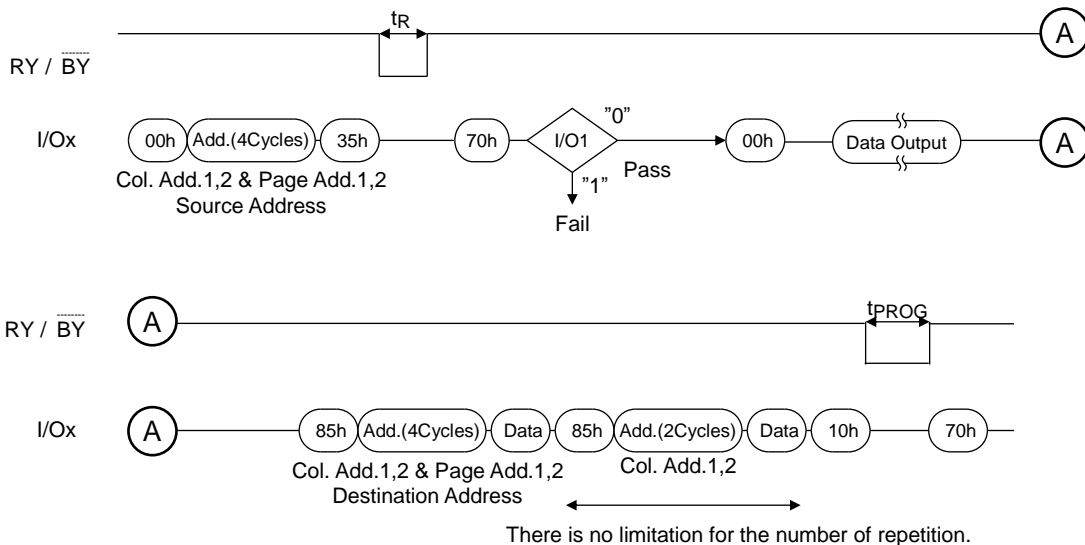 tR
A
RY / BY
I/Ox
00h Add.(4Cycles) 35h 70h I/O1 "0" 00h Data Output A
Pass
Col. Add.1,2 & Page Add.1,2
"1"
Source Address
Fail
tPROG
RY / BY A
I/Ox A 85h Add.(4Cycles) Data 85h Add.(2Cycles) Data 10h 70h
Col. Add.1,2 & Page Add.1,2 Col. Add.1,2
Destination Address
There is no limitation for the number of repetition.